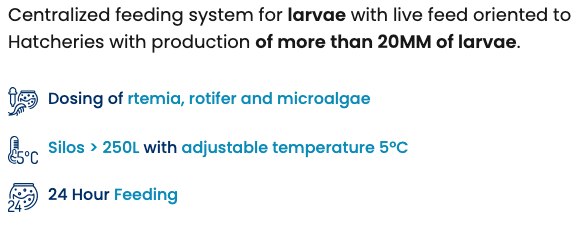 Centralized feeding system for larvae with live feed oriented to
Hatcheries with production of more than 20MM of larvae.
Dosing of rtemia, rotifer and microalgae
5°C
Silos > 250L with adjustable temperature 5°C
24
24 Hour Feeding